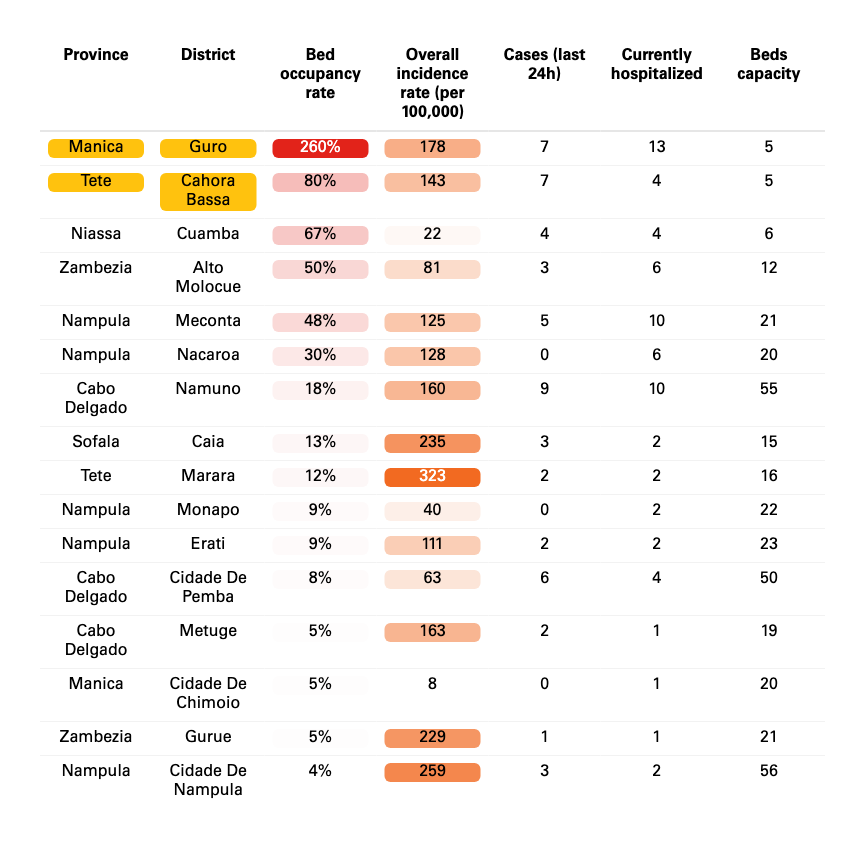 Province District Bed occupancy rate Overall incidence rate (per 100,000) Cases (last 24h) Currently hospitalized Beds capacity
Manica Guro 260% 178 7 13 5
Tete Cahora Bassa 80% 143 7 4 5
Niassa Cuamba 67% 22 4 4 6
Zambezia Alto Molocue 50% 81 3 6 12
Nampula Meconta 48% 125 5 10 21
Nampula Nacaroa 30% 128 0 6 20
Cabo Delgado Namuno 18% 160 9 10 55
Sofala Caia 13% 235 3 2 15
Tete Marara 12% 323 2 2 16
Nampula Monapo 9% 40 0 2 22
Nampula Erati 9% 111 2 2 23
Cabo Delgado Cidade De Pemba 8% 63 6 4 50
Cabo Delgado Metuge 5% 163 2 1 19
Manica Cidade De Chimoio 5% 8 0 1 20
Zambezia Gurue 5% 229 1 1 21
Nampula Cidade De Nampula 4% 259 3 2 56